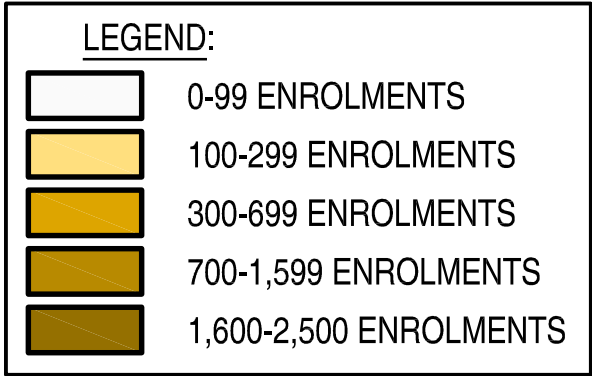 LEGEND:
0-99 ENROLMENTS
100-299 ENROLMENTS
300-699 ENROLMENTS
700-1,599 ENROLMENTS
1,600-2,500 ENROLMENTS